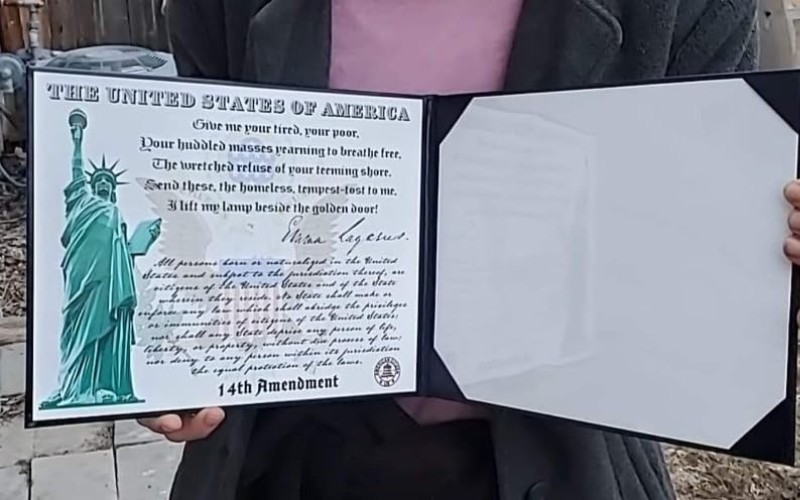 THE UNITED STATES OF AMERICA
Give me your tired, your poor,
Your huddled masses yearning to breathe free,
The wretched refuse of your teeming shore.
Send these, the homeless, tempest-tost to me,
I lift my lamp beside the golden door!
Emma Lazarus.
All persons born or naturalized in the United
States and subject to the jurisdiction thereof, are
citizens of the United States and of the State
wherein they reside. No State shall make or
enforce any law which shall abridge the privileges
or immunities of citizens of the United States;
nor shall any State deprive any person of life,
liberty, or property, without due process of law;
nor deny to any person within its jurisdiction
the equal protection of the laws.
14th Amendment